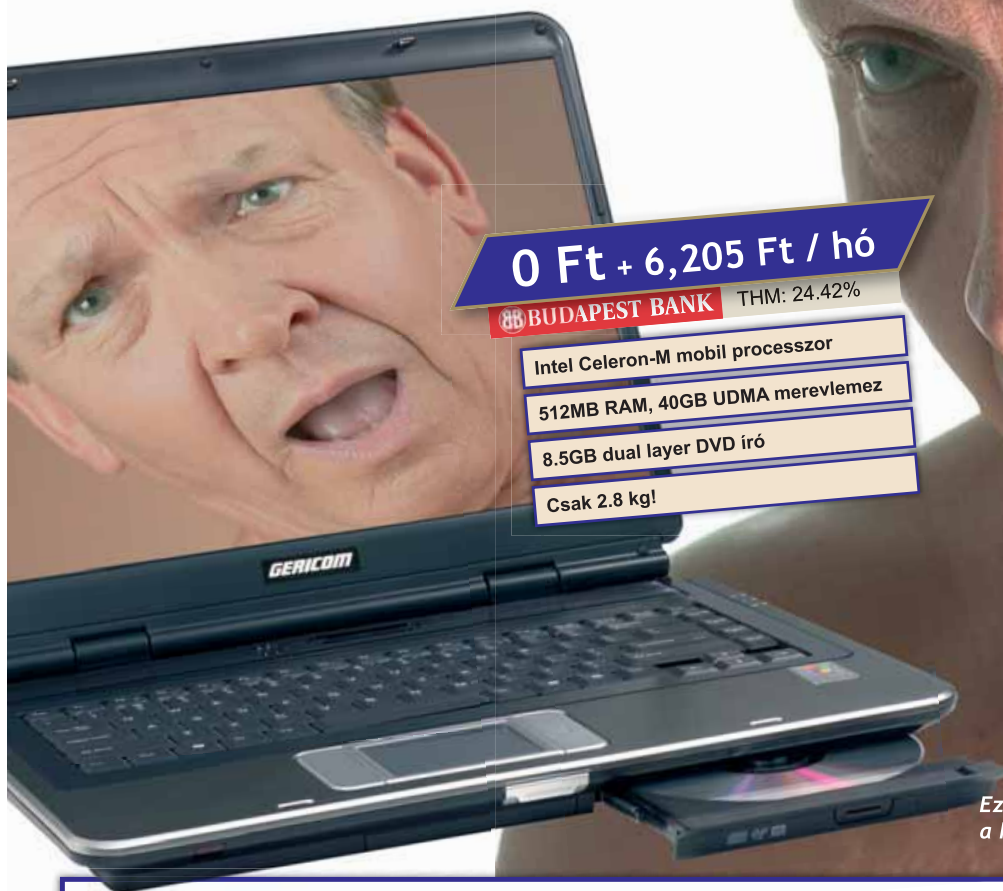 0 Ft + 6,205 Ft / hó
BUDAPEST BANK THM: 24.42%
Intel Celeron-M mobil processzor
512MB RAM, 40GB UDMA merevlemez
8.5GB dual layer DVD író
Csak 2.8 kg!
GERICOM
Ez
a